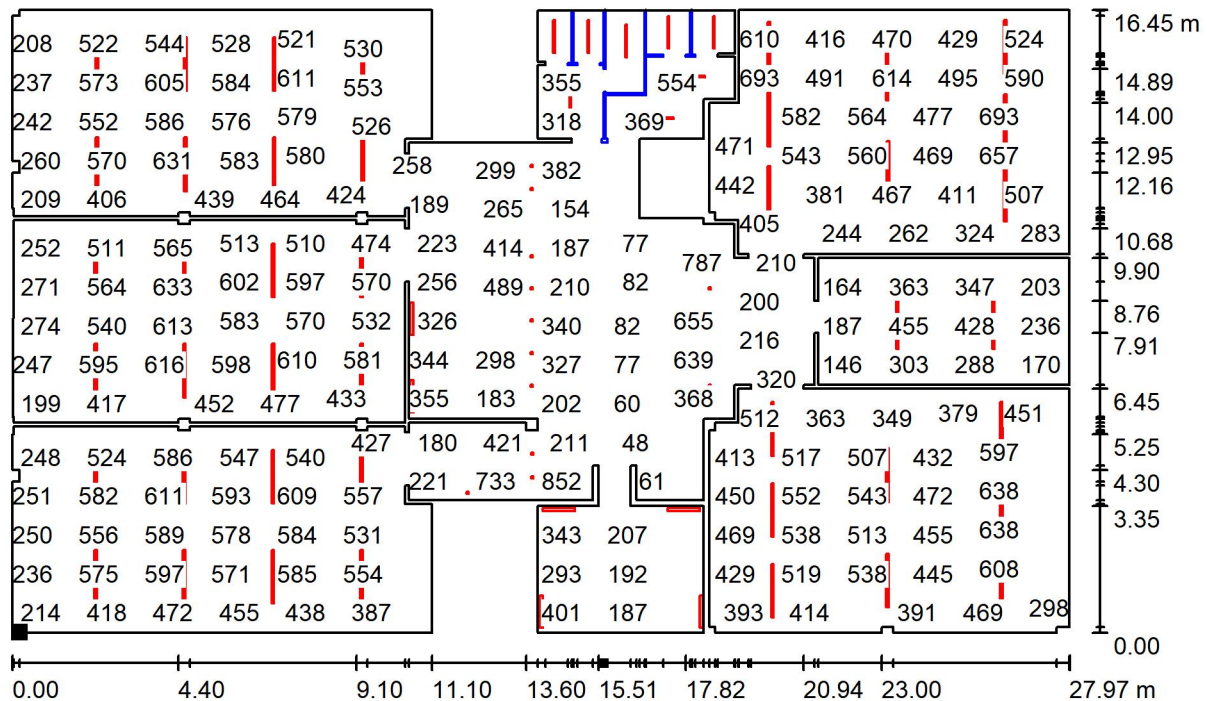 208 522 544 528 521 530 610 416 470 429 524 16.45 m
237 573 605 584 611 553 355 554 693 491 614 495 590 14.89
242 552 586 576 579 526 318 369 582 564 477 693 14.00
260 570 631 583 580 258 299 382 471 543 560 469 657 12.95
209 406 439 464 424 189 265 154 442 381 467 411 507 12.16
405 244 262 324 283
252 511 565 513 510 474 223 414 187 77 787 210 10.68
271 564 633 602 597 570 256 489 210 82 200 164 363 347 203 9.90
274 540 613 583 570 532 326 340 82 655 216 187 455 428 236 8.76
247 595 616 598 610 581 344 298 327 77 639 146 303 288 170 7.91
199 417 452 477 433 355 183 202 60 368 320 6.45
512 363 349 379 451
248 524 586 547 540 427 180 421 211 48 413 517 507 432 597 5.25
251 582 611 593 609 557 221 733 852 61 450 552 543 472 638 4.30
250 556 589 578 584 531 343 207 469 538 513 455 638 3.35
236 575 597 571 585 554 293 192 429 519 538 445 608
214 418 472 455 438 387 401 187 393 414 391 469 298
0.00
0.00 4.40 9.10 11.10 13.60 15.51 17.82 20.94 23.00 27.97 m